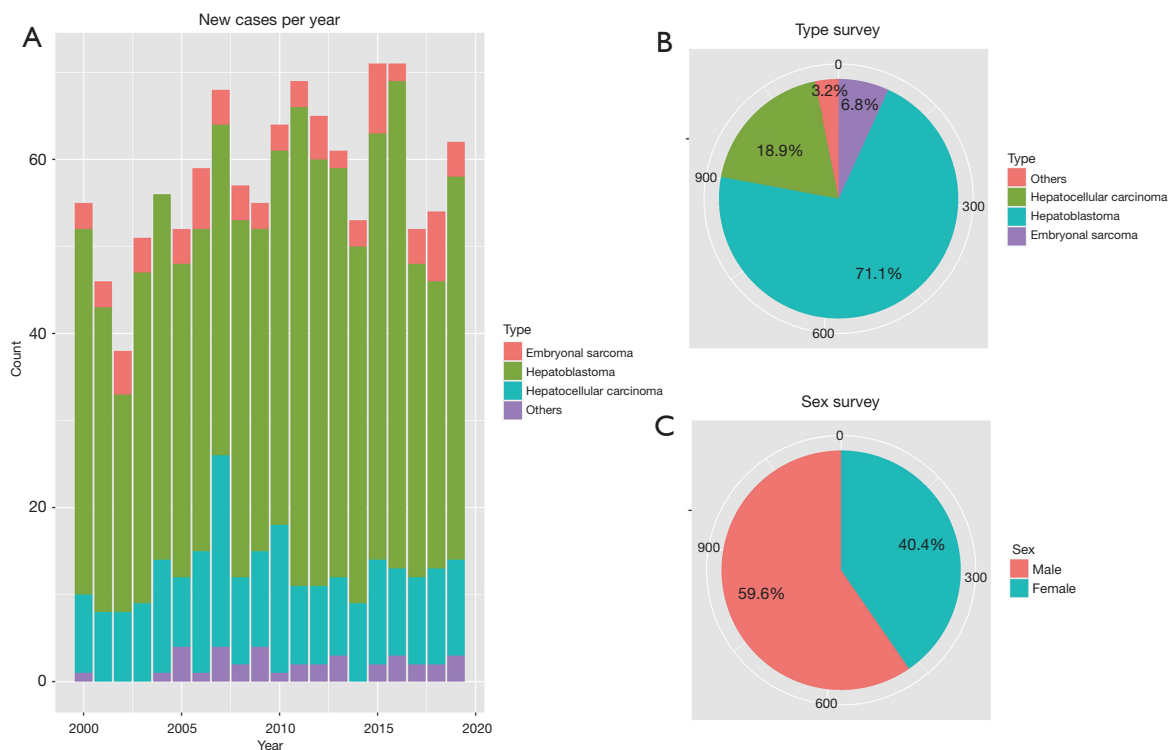 A
New cases per year
60
40
20
0
Count
2000
2005
2010
2015
2020
Year
Type
Embryonal sarcoma
Hepatoblastoma
Hepatocellular carcinoma
Others
B
Type survey
0
3.2%
6.8%
18.9%
900
300
71.1%
600
-
Type
Others
Hepatocellular carcinoma
Hepatoblastoma
Embryonal sarcoma
C
Sex survey
0
-
40.4%
900
300
59.6%
600
Sex
Male
Female